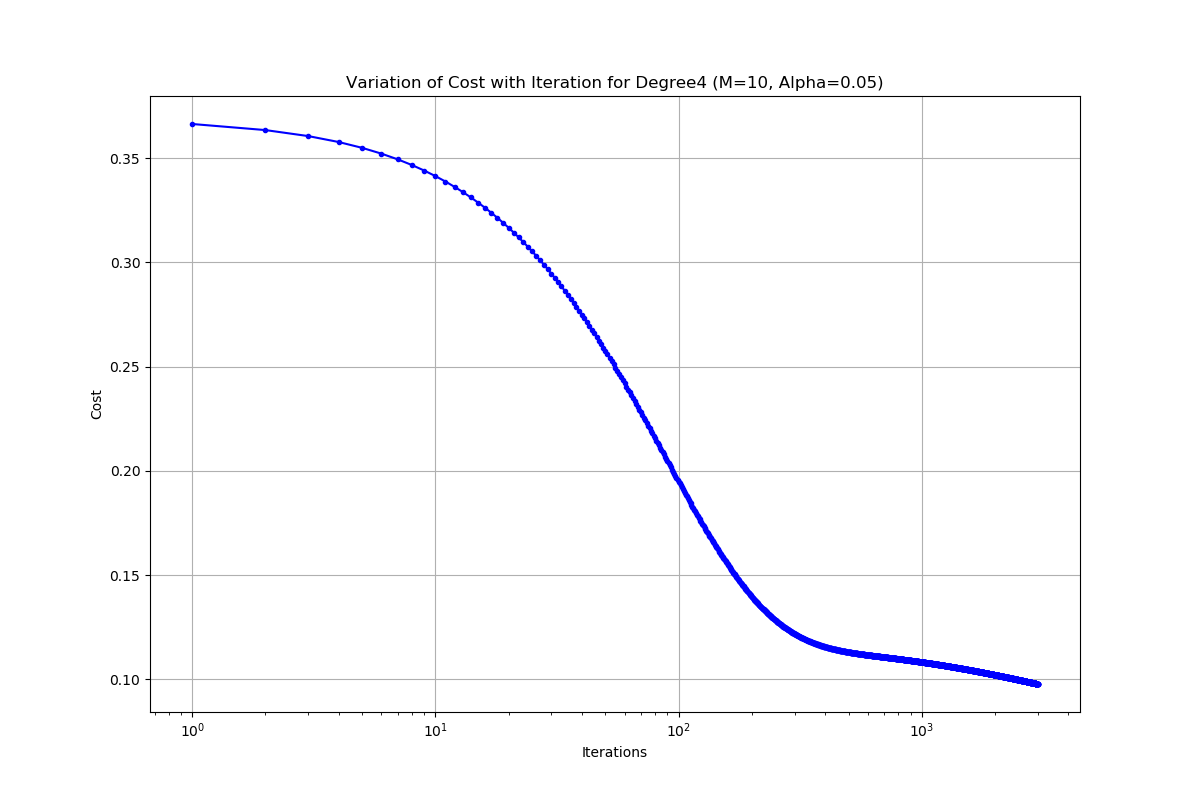 Variation of Cost with Iteration for Degree4 (M=10, Alpha=0.05)
Cost
0.35
0.30
0.25
0.20
0.15
0.10
10⁰ 10¹ 10² 10³
Iterations